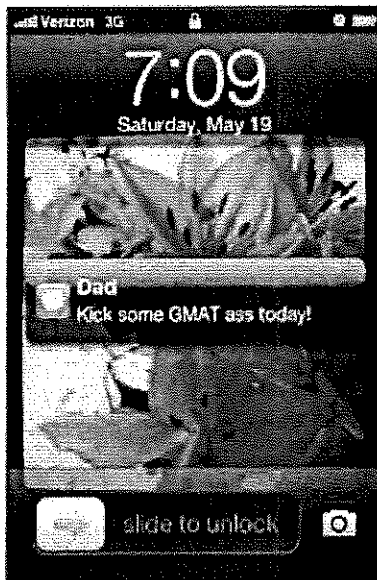 Verizon 3G
7:09
Saturday, May 19
Dad
Kick some GMAT ass today!
slide to unlock